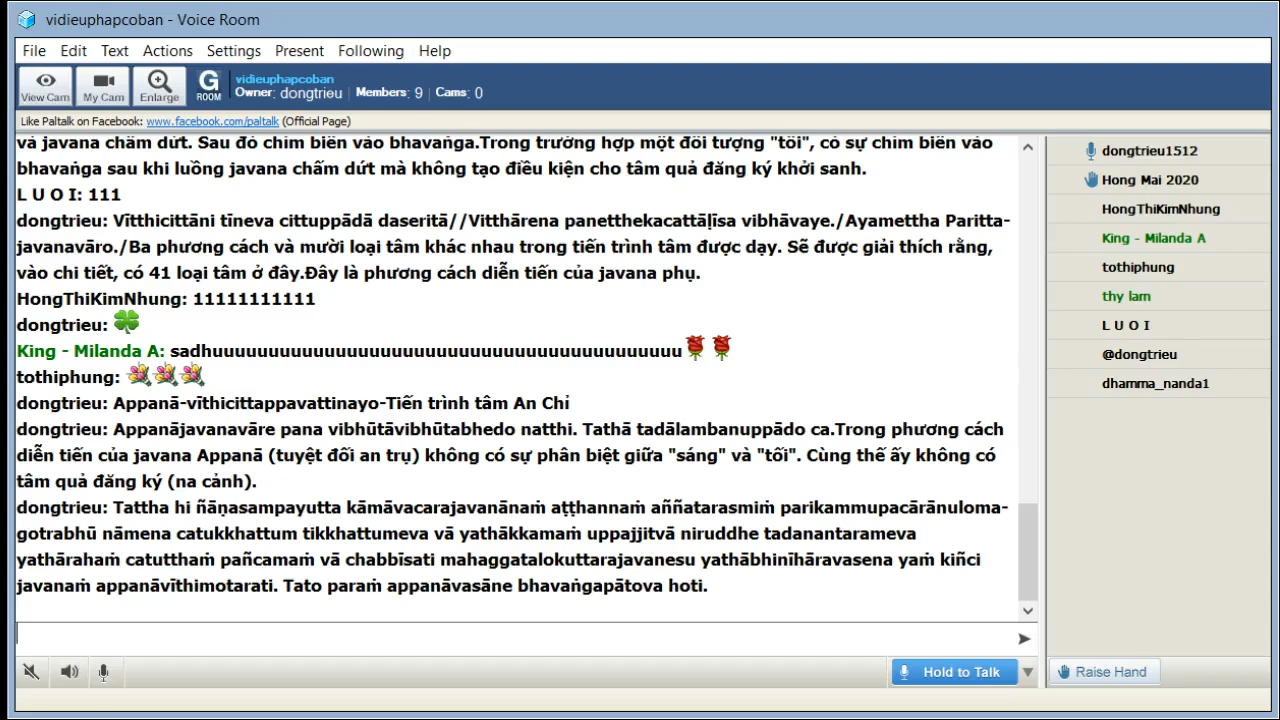 vidieuphapcoban - Voice Room
File Edit Text Actions Settings Present Following Help
View Cam My Cam Enlarge G ROOM vidieuphapcoban
Owner: dongtrieu Members: 9 Cams: 0
Like Paltalk on Facebook: www.facebook.com/paltalk (Official Page)
và javana chấm dứt. Sau đó chìm biến vào bhavaṅga.Trong trường hợp một đối tượng "tối", có sự chìm biến vào
bhavaṅga sau khi luồng javana chấm dứt mà không tạo điều kiện cho tâm quả đăng ký khởi sanh.
L U O I: 111
dongtrieu: Vītthicittāni tīneva cittuppādā daseritā//Vitthārena panetthekacattāḷīsa vibhāvaye./Ayamettha Paritta-
javanavāro./Ba phương cách và mười loại tâm khác nhau trong tiến trình tâm được dạy. Sẽ được giải thích rằng,
vào chi tiết, có 41 loại tâm ở đây.Đây là phương cách diễn tiến của javana phụ.
HongThiKimNhung: 11111111111
dongtrieu:
King - Milanda A: sadhuuuuuuuuuuuuuuuuuuuuuuuuuuuuuuuuuuuuuuuuuu
tothiphung:
dongtrieu: Appanā-vīthicittappavattinayo-Tiến trình tâm An Chỉ
dongtrieu: Appanājavanavāre pana vibhūtāvibhūtabhedo natthi. Tathā tadālambanuppādo ca.Trong phương cách
diễn tiến của javana Appanā (tuyệt đối an trụ) không có sự phân biệt giữa "sáng" và "tối". Cùng thế ấy không có
tâm quả đăng ký (na cảnh).
dongtrieu: Tattha hi ñāṇasampayutta kāmāvacarajavanānaṁ aṭṭhannaṁ aññatarasmiṁ parikammupacārānuloma-
gotrabhū nāmena catukkhattum tikkhattumeva vā yathākkamaṁ uppajjitvā niruddhe tadanantarameva
yathārahaṁ catutthaṁ pañcamaṁ vā chabbīsati mahaggatalokuttarajavanesu yathābhinīhāravasena yaṁ kiñci
javanaṁ appanāvīthimotarati. Tato paraṁ appanāvasāne bhavaṅgapātova hoti.
dongtrieu1512
Hong Mai 2020
HongThiKimNhung
King - Milanda A
tothiphung
thy lam
L U O I
@dongtrieu
dhamma_nanda1
Hold to Talk
Raise Hand